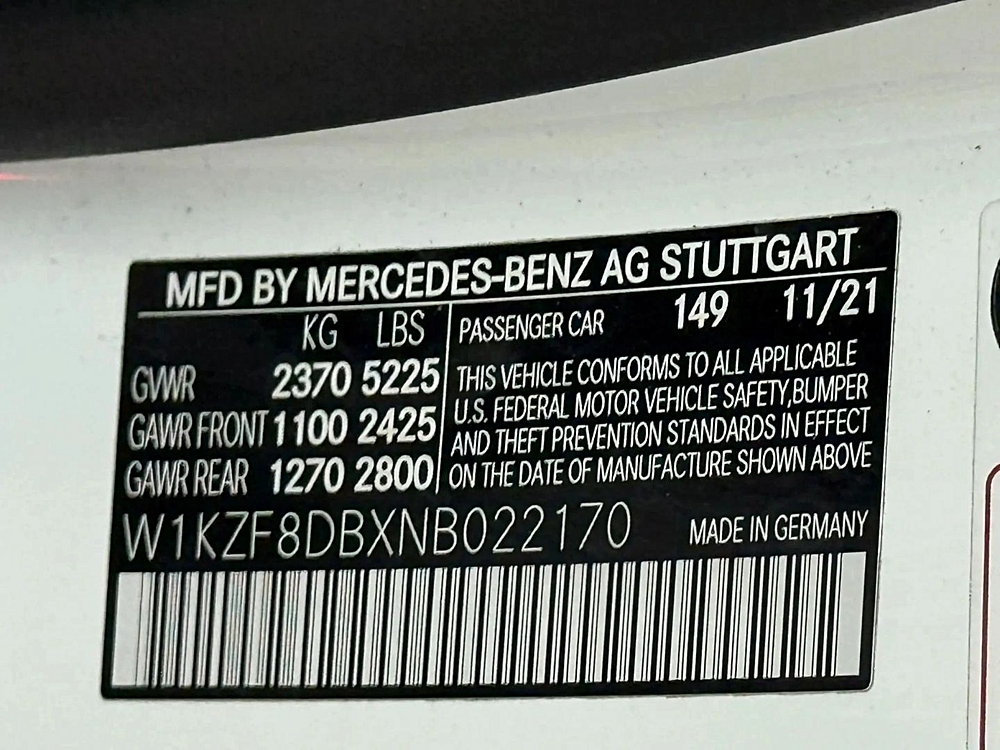 MFD BY MERCEDES-BENZ AG STUTTGART
KG LBS
GVWR 2370 5225
GAWR FRONT 1100 2425
GAWR REAR 1270 2800
PASSENGER CAR 149 11/21
THIS VEHICLE CONFORMS TO ALL APPLICABLE
U.S. FEDERAL MOTOR VEHICLE SAFETY,BUMPER
AND THEFT PREVENTION STANDARDS IN EFFECT
ON THE DATE OF MANUFACTURE SHOWN ABOVE
W1KZF8DBXNB022170 MADE IN GERMANY